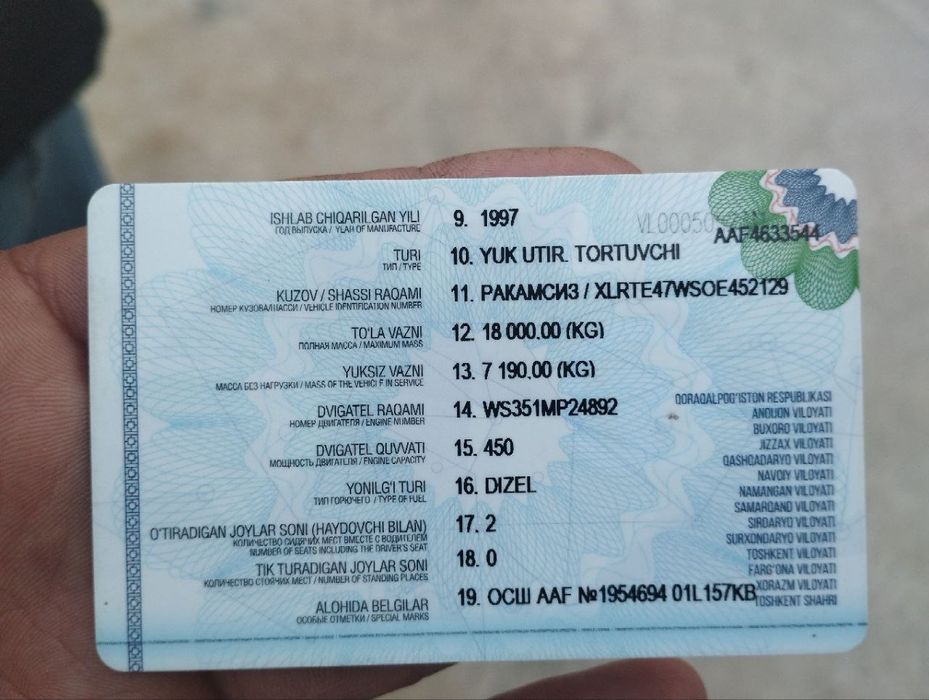 VL000505
AAF4633544
ISHLAB CHIQARILGAN YILI 9. 1997
ГОД ВЫПУСКА / YEAR OF MANUFACTURE
TURI 10. YUK UTIR. TORTUVCHI
ТИП / TYPE
KUZOV / SHASSI RAQAMI 11. РАКАМСИЗ / XLRTE47WSOE452129
НОМЕР КУЗОВА/ШАССИ / VEHICLE IDENTIFICATION NUMBER
TO'LA VAZNI 12. 18 000.00 (KG)
ПОЛНАЯ МАССА / MAXIMUM MASS
YUKSIZ VAZNI 13. 7 190.00 (KG)
МАССА БЕЗ НАГРУЗКИ / MASS OF THE VEHICLE IN SERVICE
DVIGATEL RAQAMI 14. WS351MP24892
НОМЕР ДВИГАТЕЛЯ / ENGINE NUMBER
DVIGATEL QUVVATI 15. 450
МОЩНОСТЬ ДВИГАТЕЛЯ / ENGINE CAPACITY
YONILG'I TURI 16. DIZEL
ТИП ГОРЮЧЕГО / TYPE OF FUEL
O'TIRADIGAN JOYLAR SONI (HAYDOVCHI BILAN) 17. 2
КОЛИЧЕСТВО СИДЯЧИХ МЕСТ ВМЕСТЕ С ВОДИТЕЛЕМ
NUMBER OF SEATS INCLUDING THE DRIVER'S SEAT
TIK TURADIGAN JOYLAR SONI 18. 0
КОЛИЧЕСТВО СТОЯЧИХ МЕСТ / NUMBER OF STANDING PLACES
ALOHIDA BELGILAR 19. ОСШ AAF №1954694 01L157KB
ОСОБЫЕ ОТМЕТКИ / SPECIAL MARKS
QORAQALPOG'ISTON RESPUBLIKASI
ANDIJON VILOYATI
BUXORO VILOYATI
JIZZAX VILOYATI
QASHQADARYO VILOYATI
NAVOIY VILOYATI
NAMANGAN VILOYATI
SAMARQAND VILOYATI
SIRDARYO VILOYATI
SURXONDARYO VILOYATI
TOSHKENT VILOYATI
FARG'ONA VILOYATI
XORAZM VILOYATI
TOSHKENT SHAHRI